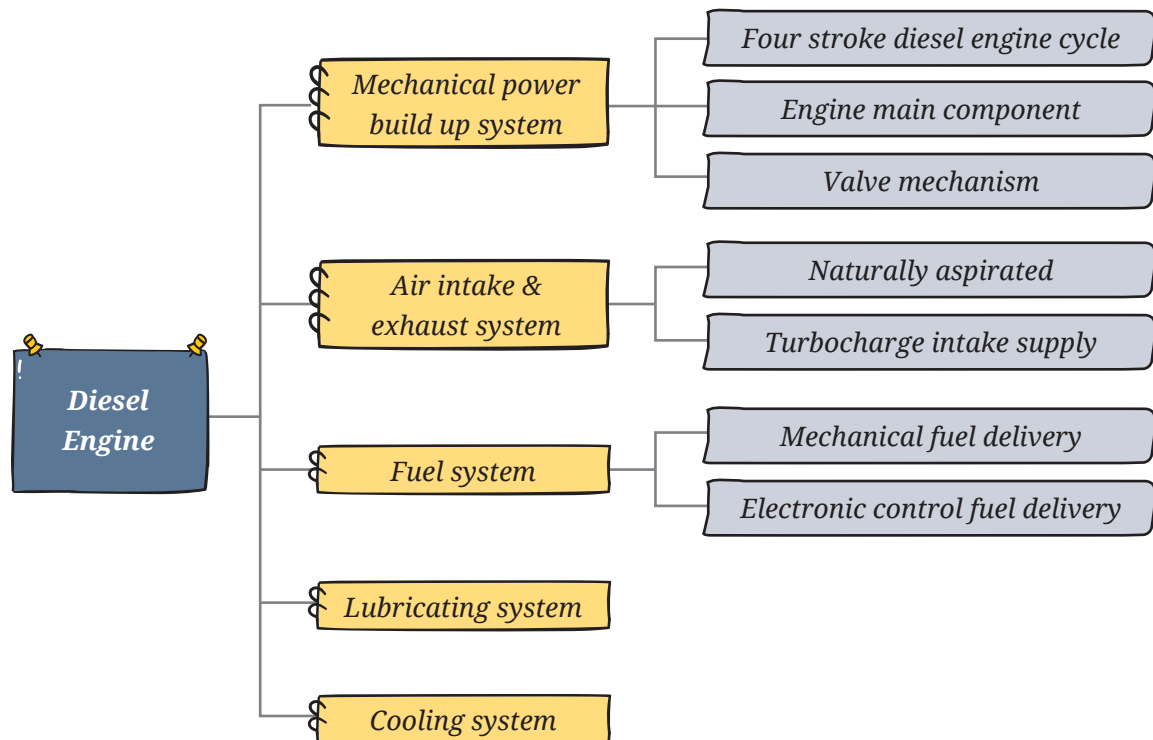 Diesel
Engine
Mechanical power
build up system
Four stroke diesel engine cycle
Engine main component
Valve mechanism
Air intake &
exhaust system
Naturally aspirated
Turbocharge intake supply
Fuel system
Mechanical fuel delivery
Electronic control fuel delivery
Lubricating system
Cooling system